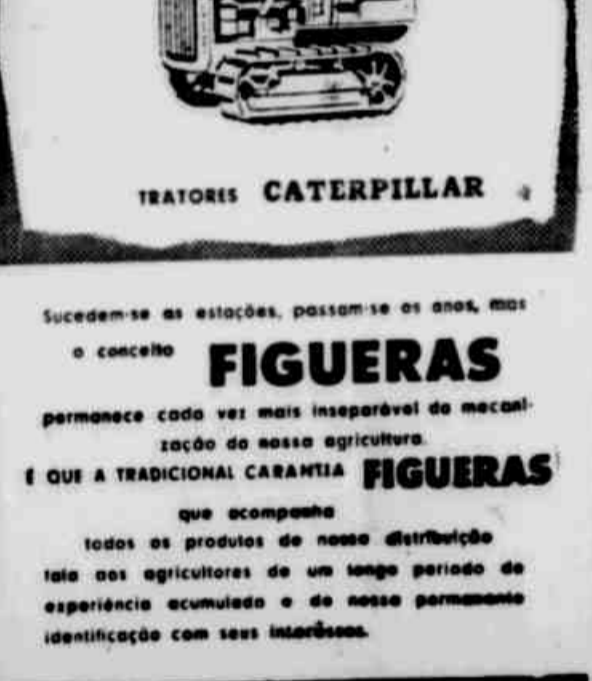 TRATORES CATERPILLAR
Sucedem-se as estações, passam-se os anos, mas
o conceito FIGUERAS
permanece cada vez mais inseparável da mecani-
zação da nossa agricultura.
É QUE A TRADICIONAL GARANTIA FIGUERAS
que acompanha
todos os produtos de nossa distribuição
fala aos agricultores de um longo período de
experiência acumulada e de nossa permanente
identificação com seus interêsses.